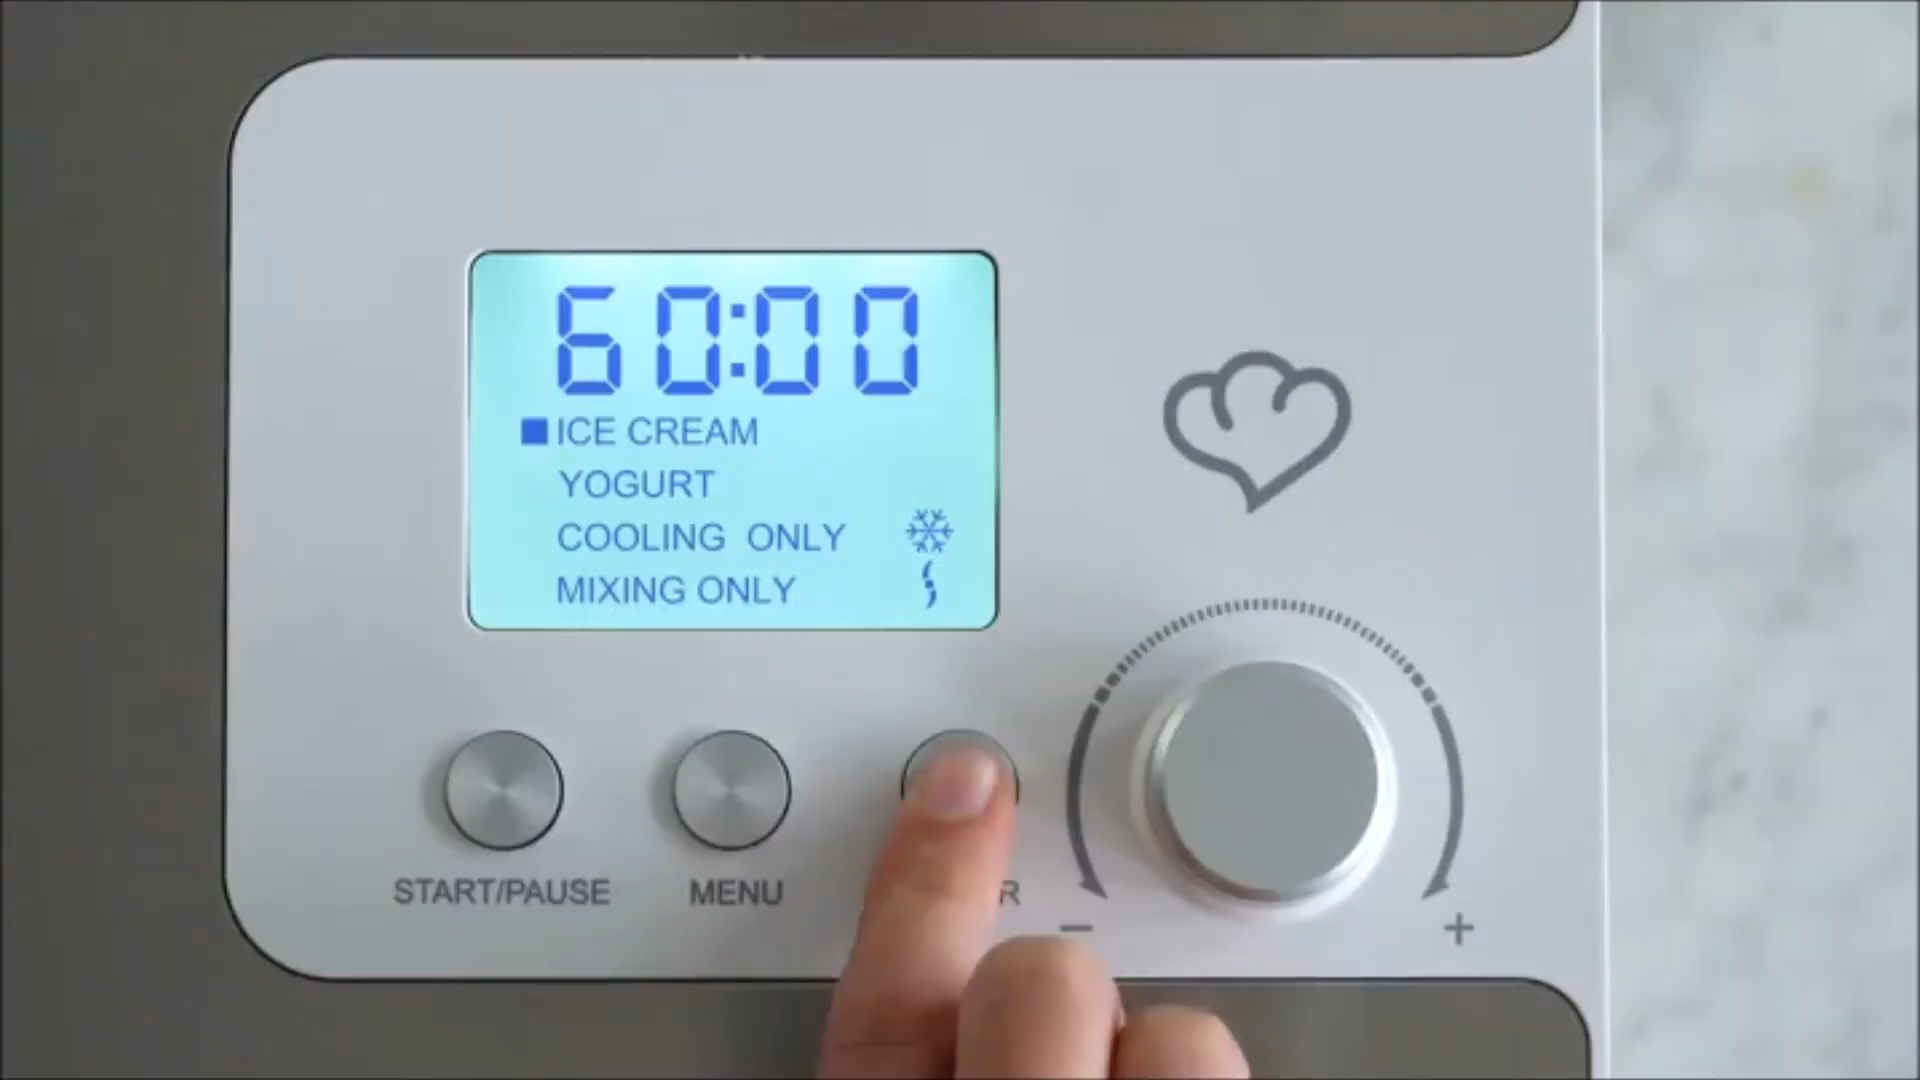 60:00
ICE CREAM
YOGURT
COOLING ONLY
MIXING ONLY
START/PAUSE
MENU
- +